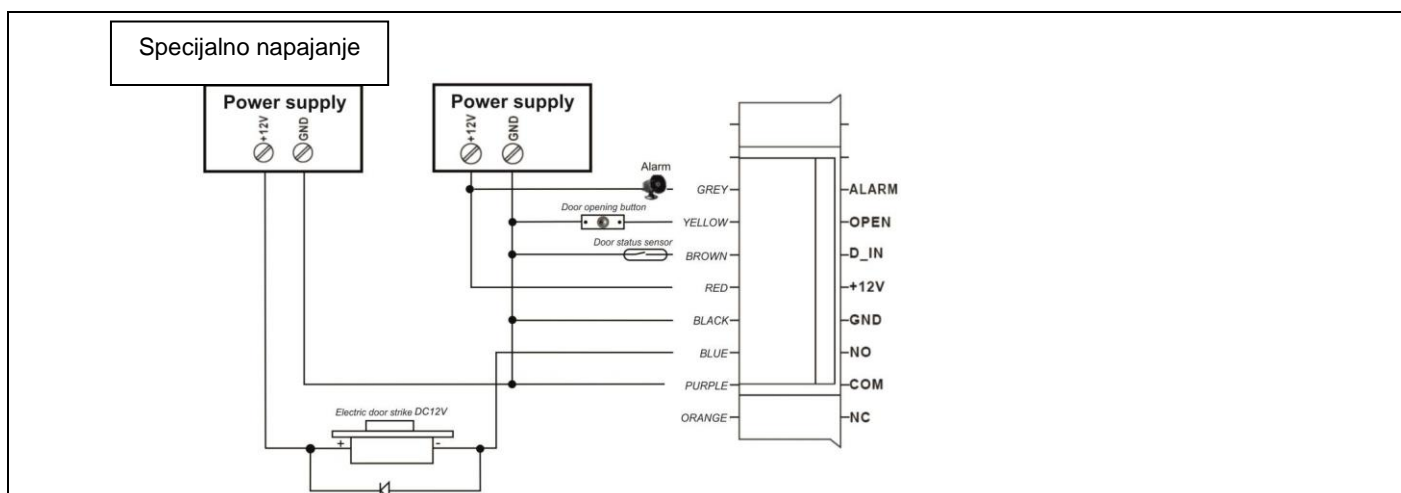 Specijalno napajanje
Power supply
+12V
GND
Power supply
+12V
GND
Alarm
GREY
ALARM
Door opening button
YELLOW
OPEN
Door status sensor
BROWN
D_IN
RED
+12V
BLACK
GND
BLUE
NO
PURPLE
COM
Electric door strike DC12V
ORANGE
NC
+
-